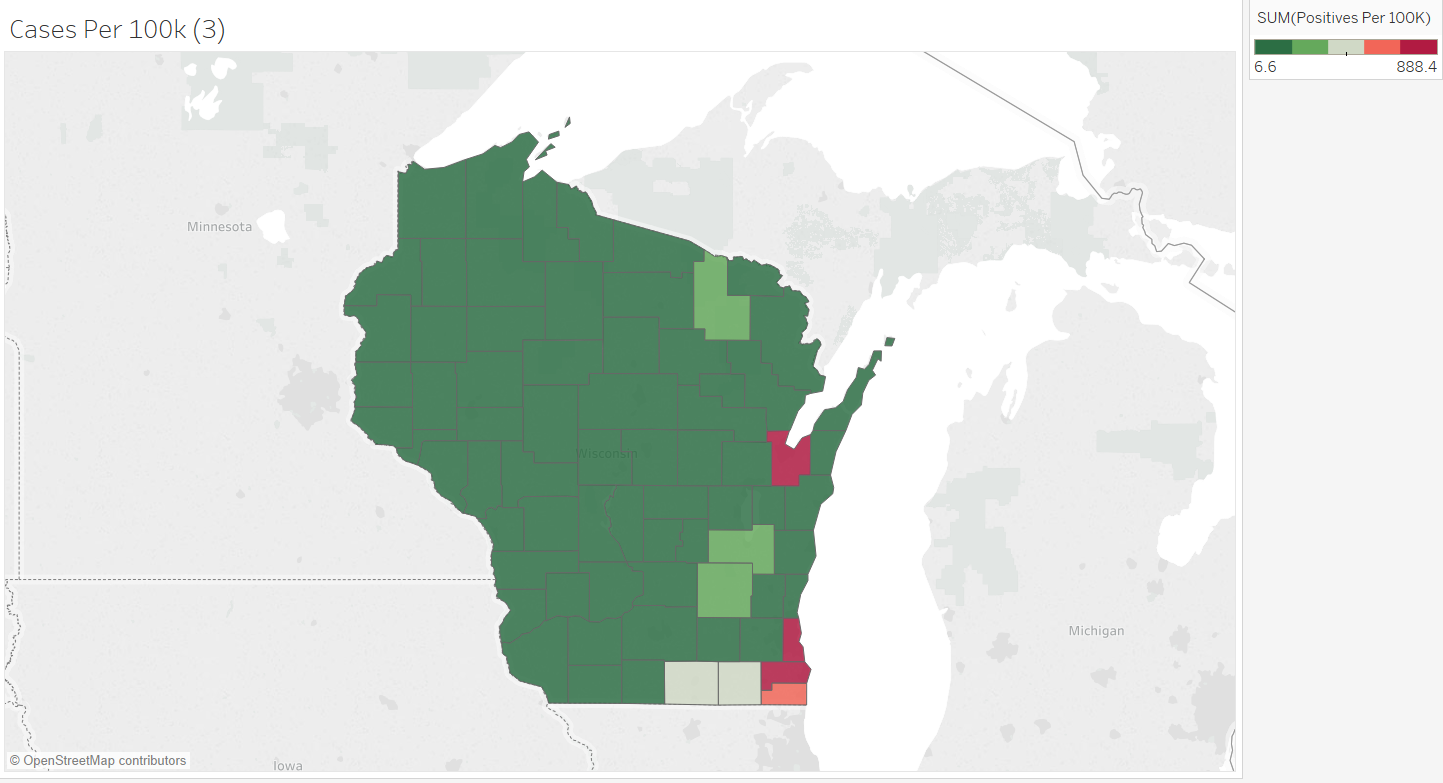 Cases Per 100k (3)
SUM(Positives Per 100K)
6.6
888.4
Minnesota
Wisconsin
Michigan
Iowa
© OpenStreetMap contributors